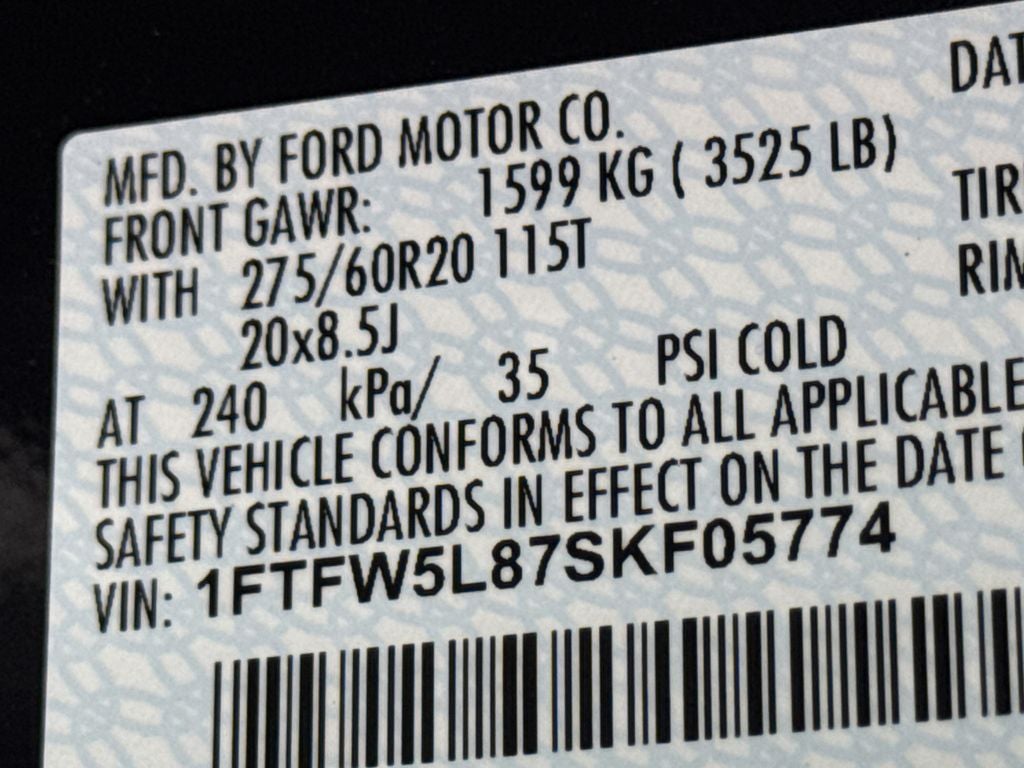 MFD. BY FORD MOTOR CO.
DAT
FRONT GAWR: 1599 KG ( 3525 LB)
WITH 275/60R20 115T
TIR
20x8.5J
RIM
AT 240 kPa/ 35 PSI COLD
THIS VEHICLE CONFORMS TO ALL APPLICABLE
SAFETY STANDARDS IN EFFECT ON THE DATE
VIN: 1FTFW5L87SKF05774